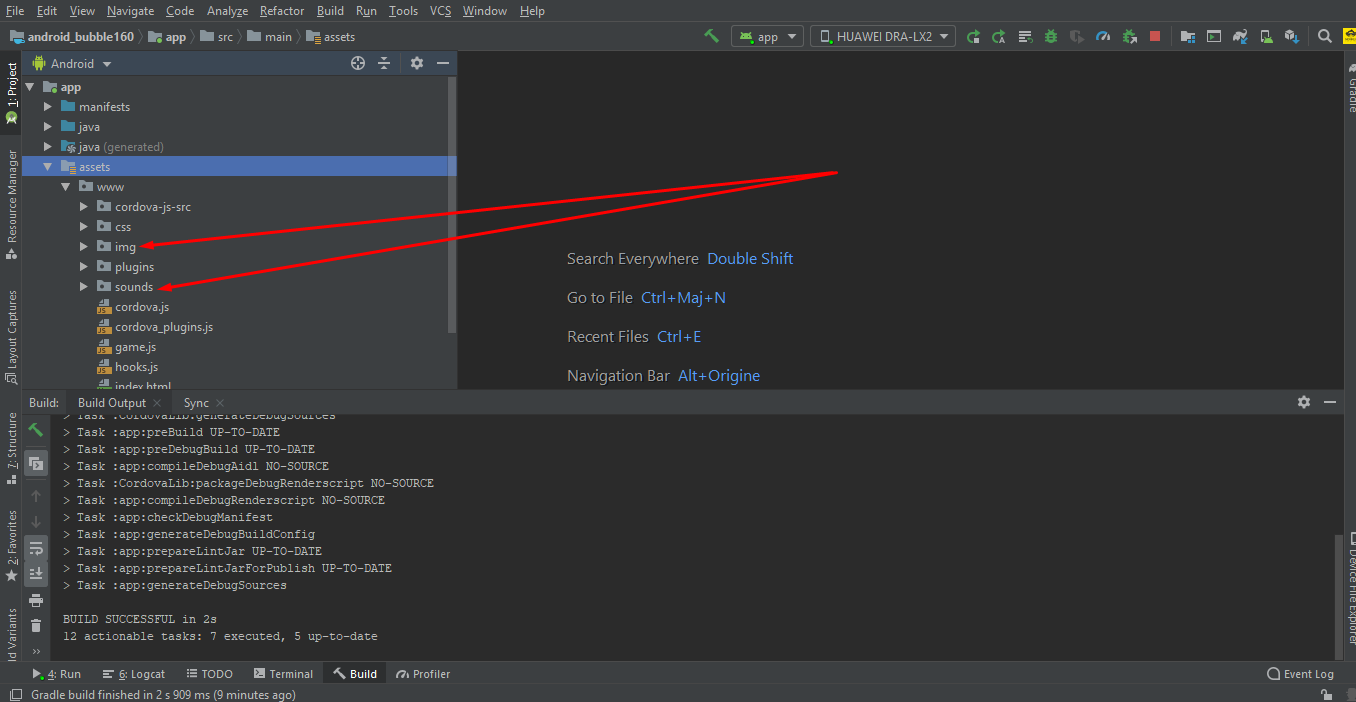 File Edit View Navigate Code Analyze Refactor Build Run Tools VCS Window Help
android_bubble160 app src main assets
app HUAWEI DRA-LX2
Android
1: Project
Resource Manager
Layout Captures
7: Structure
2: Favorites
ld Variants
app
manifests
java
java (generated)
assets
www
cordova-js-src
css
img
plugins
sounds
cordova.js
cordova_plugins.js
game.js
hooks.js
index.html
Search Everywhere Double Shift
Go to File Ctrl+Maj+N
Recent Files Ctrl+E
Navigation Bar Alt+Origine
Gradle
Device File Explorer
Build: Build Output Sync
> Task :CordovaLib:generateDebugSources
> Task :app:preBuild UP-TO-DATE
> Task :app:preDebugBuild UP-TO-DATE
> Task :app:compileDebugAidl NO-SOURCE
> Task :CordovaLib:packageDebugRenderscript NO-SOURCE
> Task :app:compileDebugRenderscript NO-SOURCE
> Task :app:checkDebugManifest
> Task :app:generateDebugBuildConfig
> Task :app:prepareLintJar UP-TO-DATE
> Task :app:prepareLintJarForPublish UP-TO-DATE
> Task :app:generateDebugSources
BUILD SUCCESSFUL in 2s
12 actionable tasks: 7 executed, 5 up-to-date
4: Run 6: Logcat TODO Terminal Build Profiler Event Log
Gradle build finished in 2 s 909 ms (9 minutes ago)